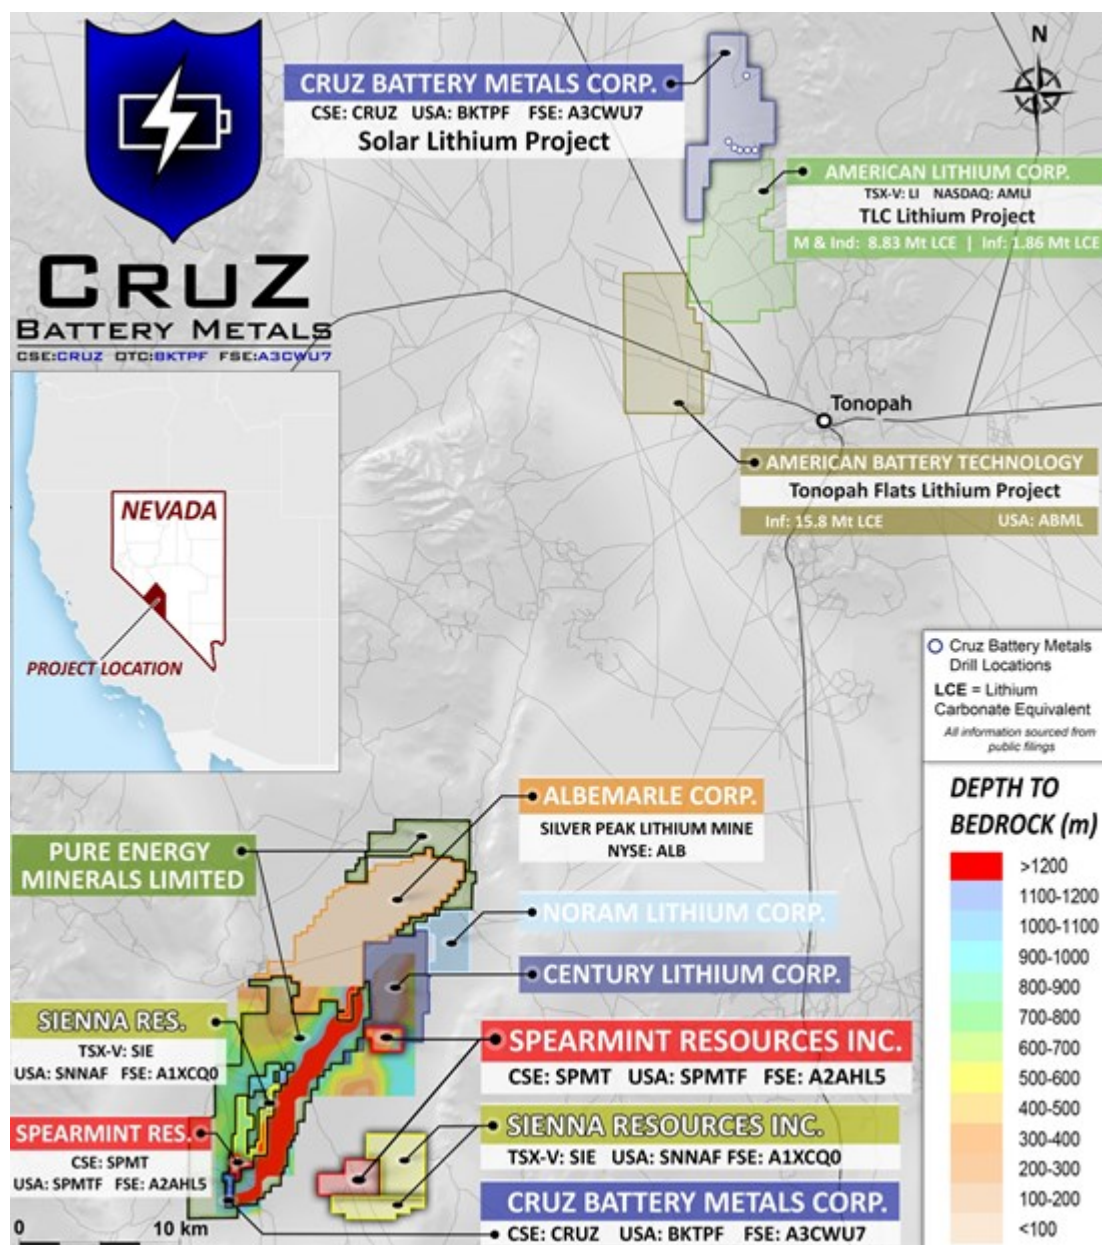 CRUZ
BATTERY METALS
CSE:CRUZ OTC:BKTPF FSE:A3CWU7
CRUZ BATTERY METALS CORP.
CSE: CRUZ USA: BKTPF FSE: A3CWU7
Solar Lithium Project
N
AMERICAN LITHIUM CORP.
TSX-V: LI NASDAQ: AMLI
TLC Lithium Project
M & Ind: 8.83 Mt LCE | Inf: 1.86 Mt LCE
Tonopah
AMERICAN BATTERY TECHNOLOGY
Tonopah Flats Lithium Project
Inf: 15.8 Mt LCE USA: ABML
NEVADA
PROJECT LOCATION
Cruz Battery Metals
Drill Locations
LCE = Lithium
Carbonate Equivalent
All information sourced from
public filings
DEPTH TO
BEDROCK (m)
>1200
1100-1200
1000-1100
900-1000
800-900
700-800
600-700
500-600
400-500
300-400
200-300
100-200
<100
ALBEMARLE CORP.
SILVER PEAK LITHIUM MINE
NYSE: ALB
PURE ENERGY
MINERALS LIMITED
NORAM LITHIUM CORP.
CENTURY LITHIUM CORP.
SIENNA RES.
TSX-V: SIE
USA: SNNAF FSE: A1XCQ0
SPEARMINT RESOURCES INC.
CSE: SPMT USA: SPMTF FSE: A2AHL5
SPEARMINT RES.
CSE: SPMT
USA: SPMTF FSE: A2AHL5
SIENNA RESOURCES INC.
TSX-V: SIE USA: SNNAF FSE: A1XCQ0
CRUZ BATTERY METALS CORP.
CSE: CRUZ USA: BKTPF FSE: A3CWU7
0 10 km